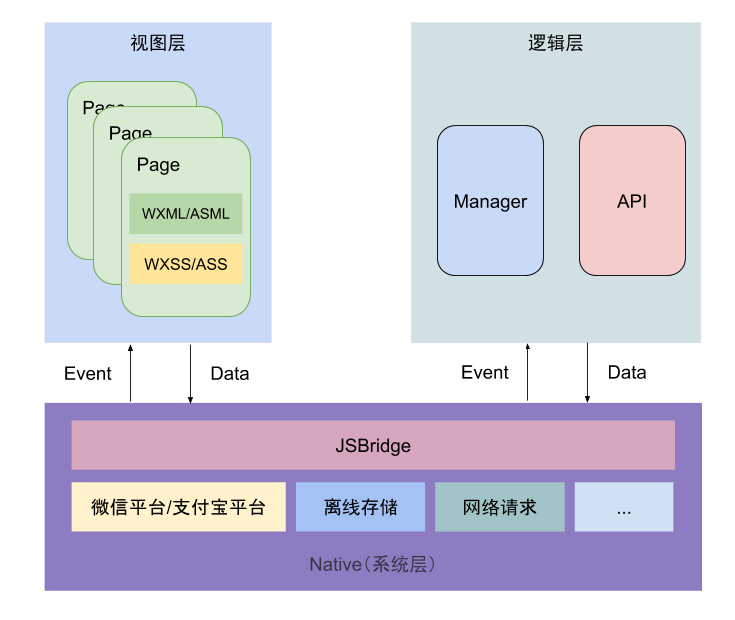 视图层
Page
Page
Page
WXML/ASML
WXSS/ASS
逻辑层
Manager
API
Event
Data
Event
Data
JSBridge
微信平台/支付宝平台
离线存储
网络请求
...
Native（系统层）